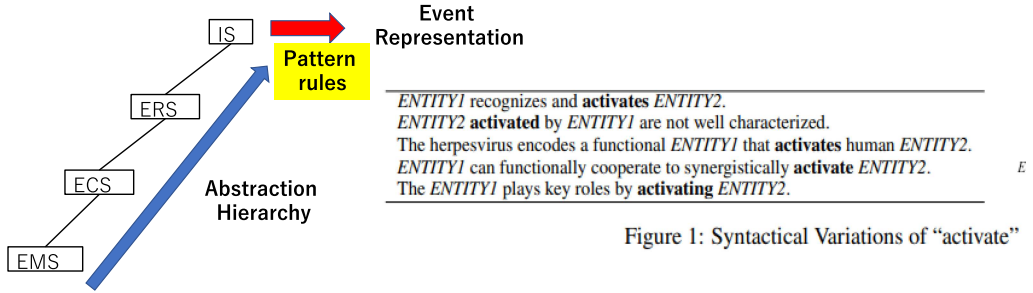 IS
Event
Representation
Pattern
rules
ERS
ECS
EMS
Abstraction
Hierarchy
ENTITY1 recognizes and activates ENTITY2.
ENTITY2 activated by ENTITY1 are not well characterized.
The herpesvirus encodes a functional ENTITY1 that activates human ENTITY2.
ENTITY1 can functionally cooperate to synergistically activate ENTITY2.
The ENTITY1 plays key roles by activating ENTITY2.
E
Figure 1: Syntactical Variations of “activate”